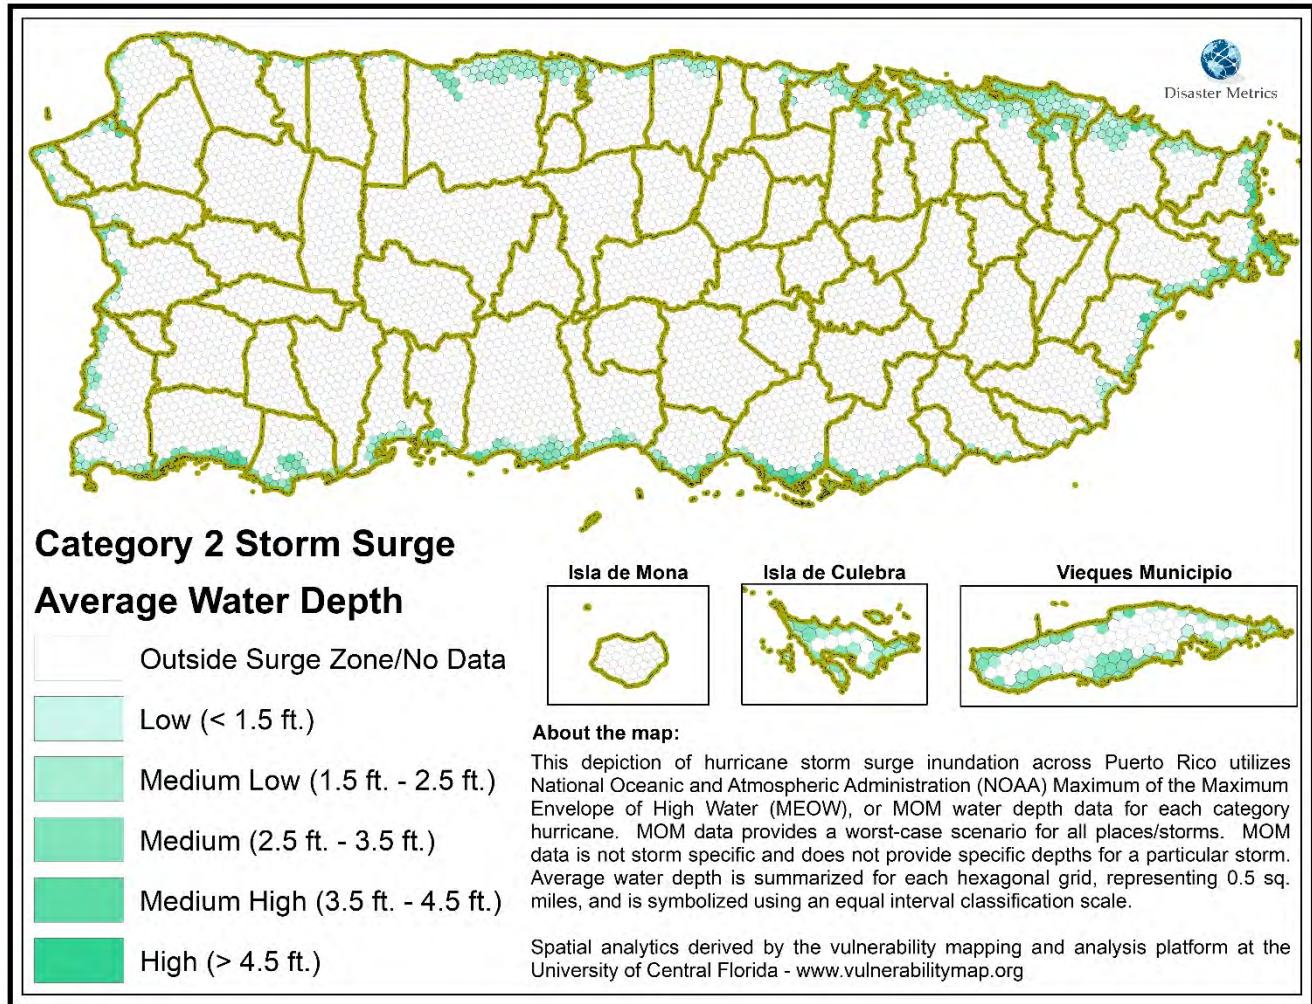 Disaster Metrics
Category 2 Storm Surge
Average Water Depth
Outside Surge Zone/No Data
Low (< 1.5 ft.)
Medium Low (1.5 ft. - 2.5 ft.)
Medium (2.5 ft. - 3.5 ft.)
Medium High (3.5 ft. - 4.5 ft.)
High (> 4.5 ft.)
Isla de Mona
Isla de Culebra
Vieques Municipio
About the map:
This depiction of hurricane storm surge inundation across Puerto Rico utilizes
National Oceanic and Atmospheric Administration (NOAA) Maximum of the Maximum
Envelope of High Water (MEOW), or MOM water depth data for each category
hurricane. MOM data provides a worst-case scenario for all places/storms. MOM
data is not storm specific and does not provide specific depths for a particular storm.
Average water depth is summarized for each hexagonal grid, representing 0.5 sq.
miles, and is symbolized using an equal interval classification scale.
Spatial analytics derived by the vulnerability mapping and analysis platform at the
University of Central Florida - www.vulnerabilitymap.org